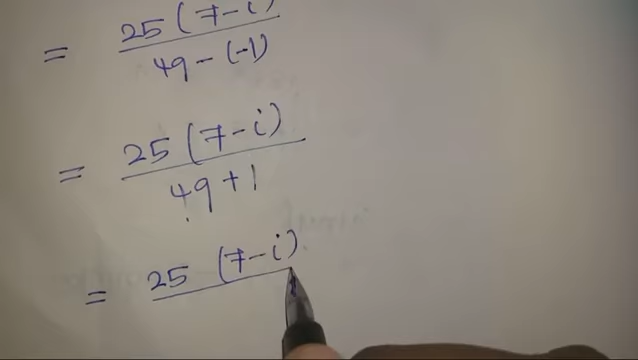 = 25 (7-i) / 49 - (-1)
= 25 (7-i) / 49 + 1
= 25 (7-i)